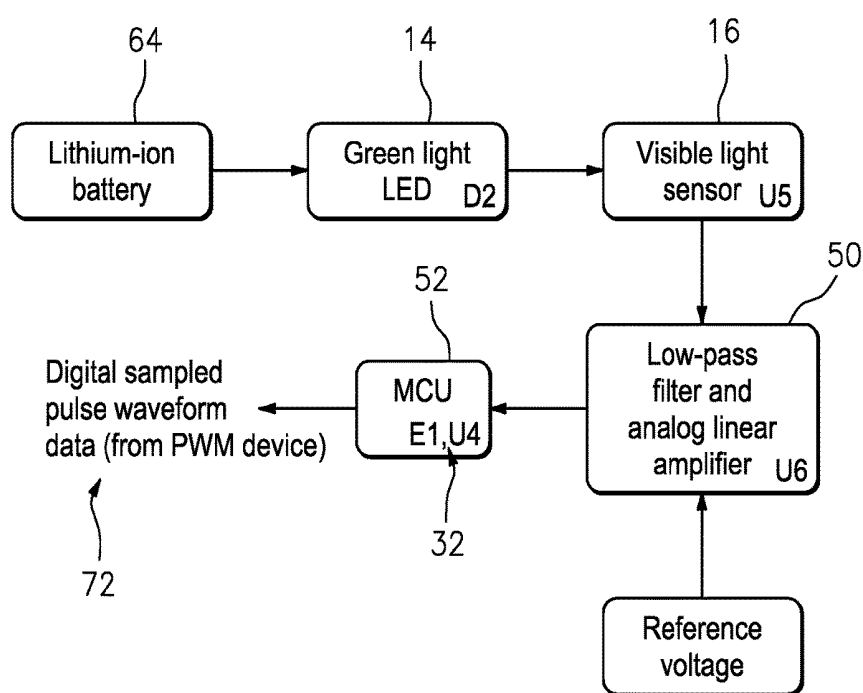 64
14
16
Lithium-ion
battery
Green light
LED
D2
Visible light
sensor
U5
50
52
Low-pass
filter and
analog linear
amplifier
U6
MCU
E1,U4
Digital sampled
pulse waveform
data (from PWM device)
32
72
Reference
voltage